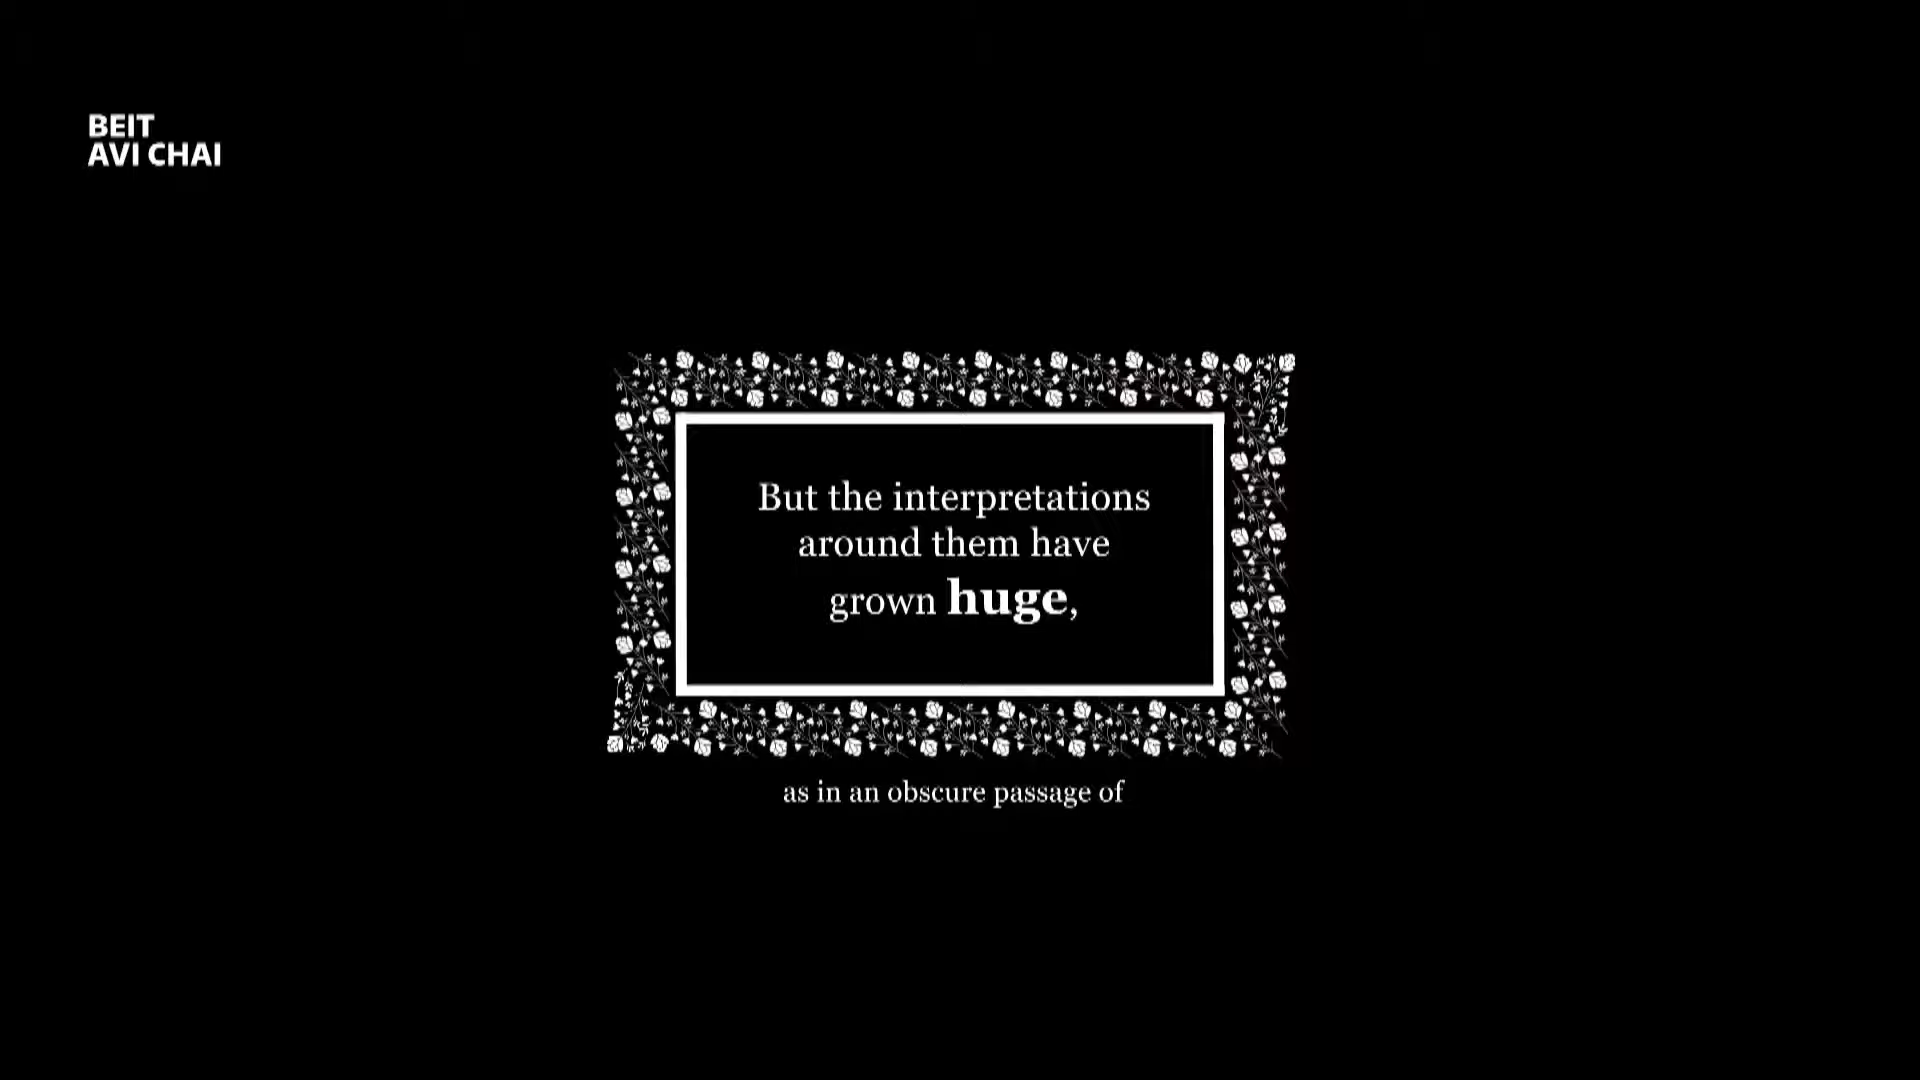 BEIT
AVI CHAI
But the interpretations
around them have
grown huge,
as in an obscure passage of